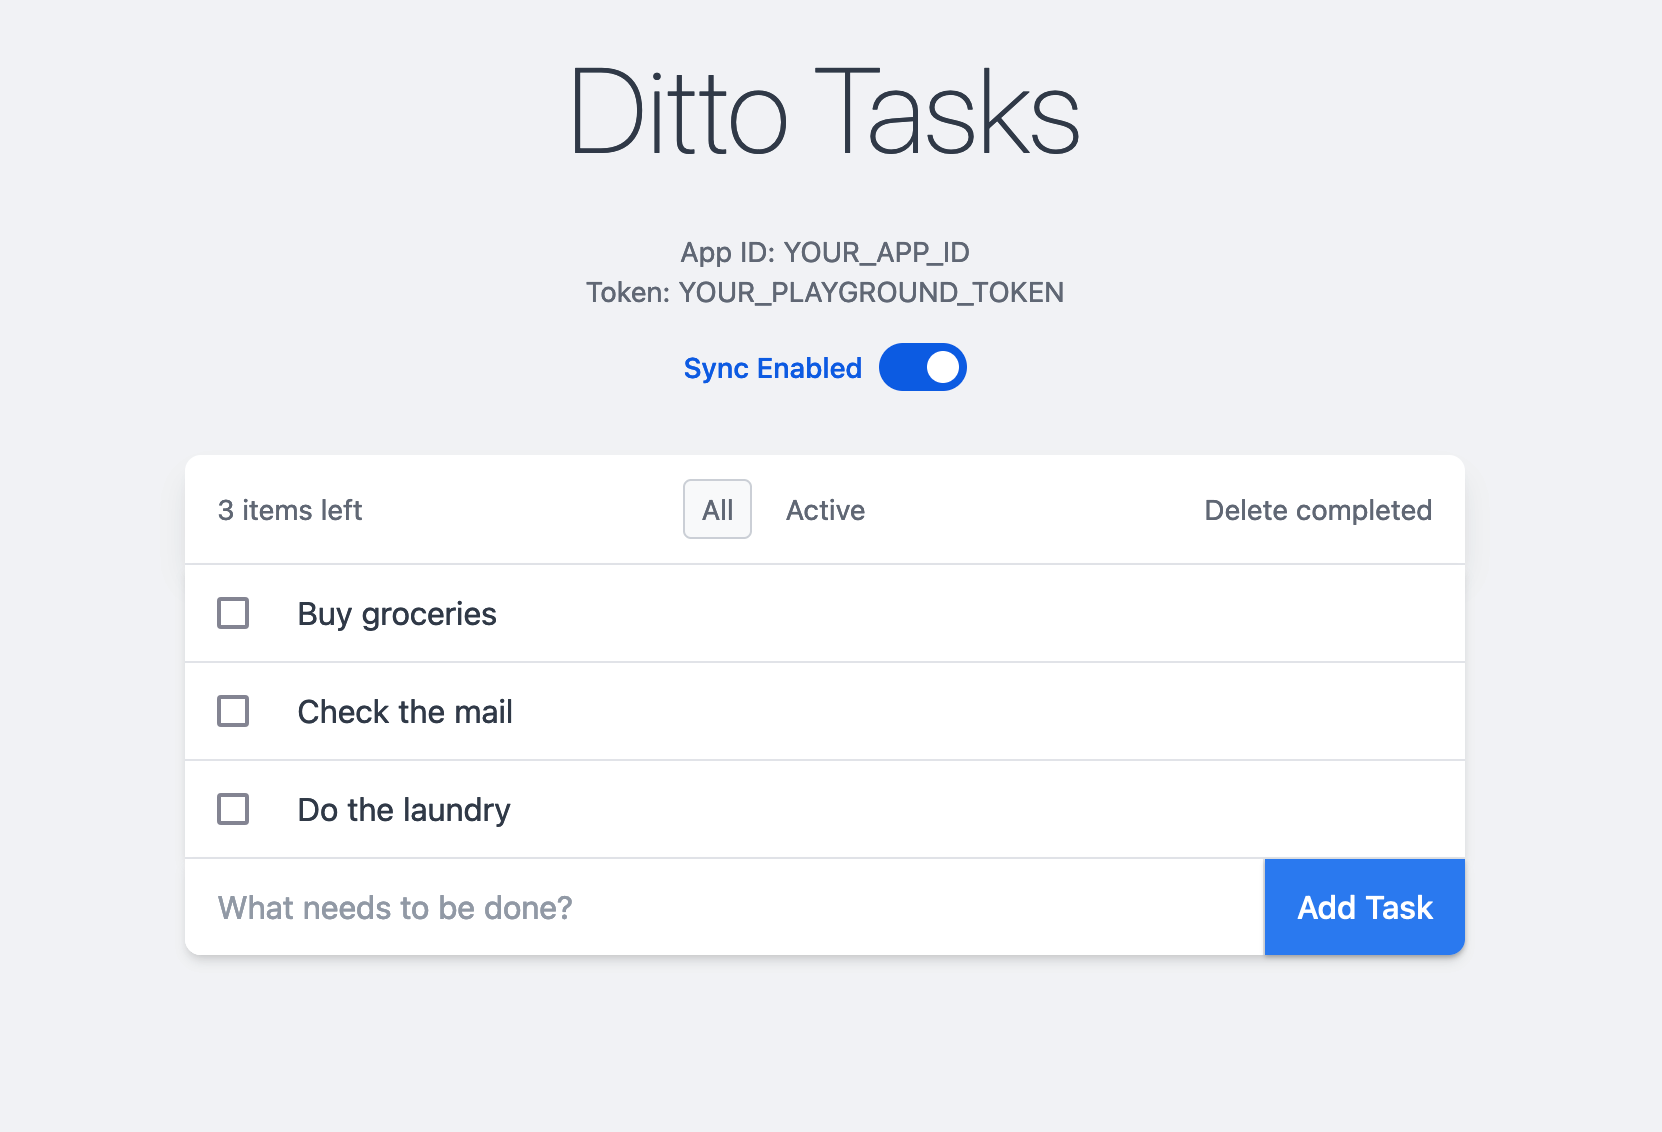 Ditto Tasks
App ID: YOUR_APP_ID
Token: YOUR_PLAYGROUND_TOKEN
Sync Enabled
3 items left All Active Delete completed
Buy groceries
Check the mail
Do the laundry
What needs to be done? Add Task